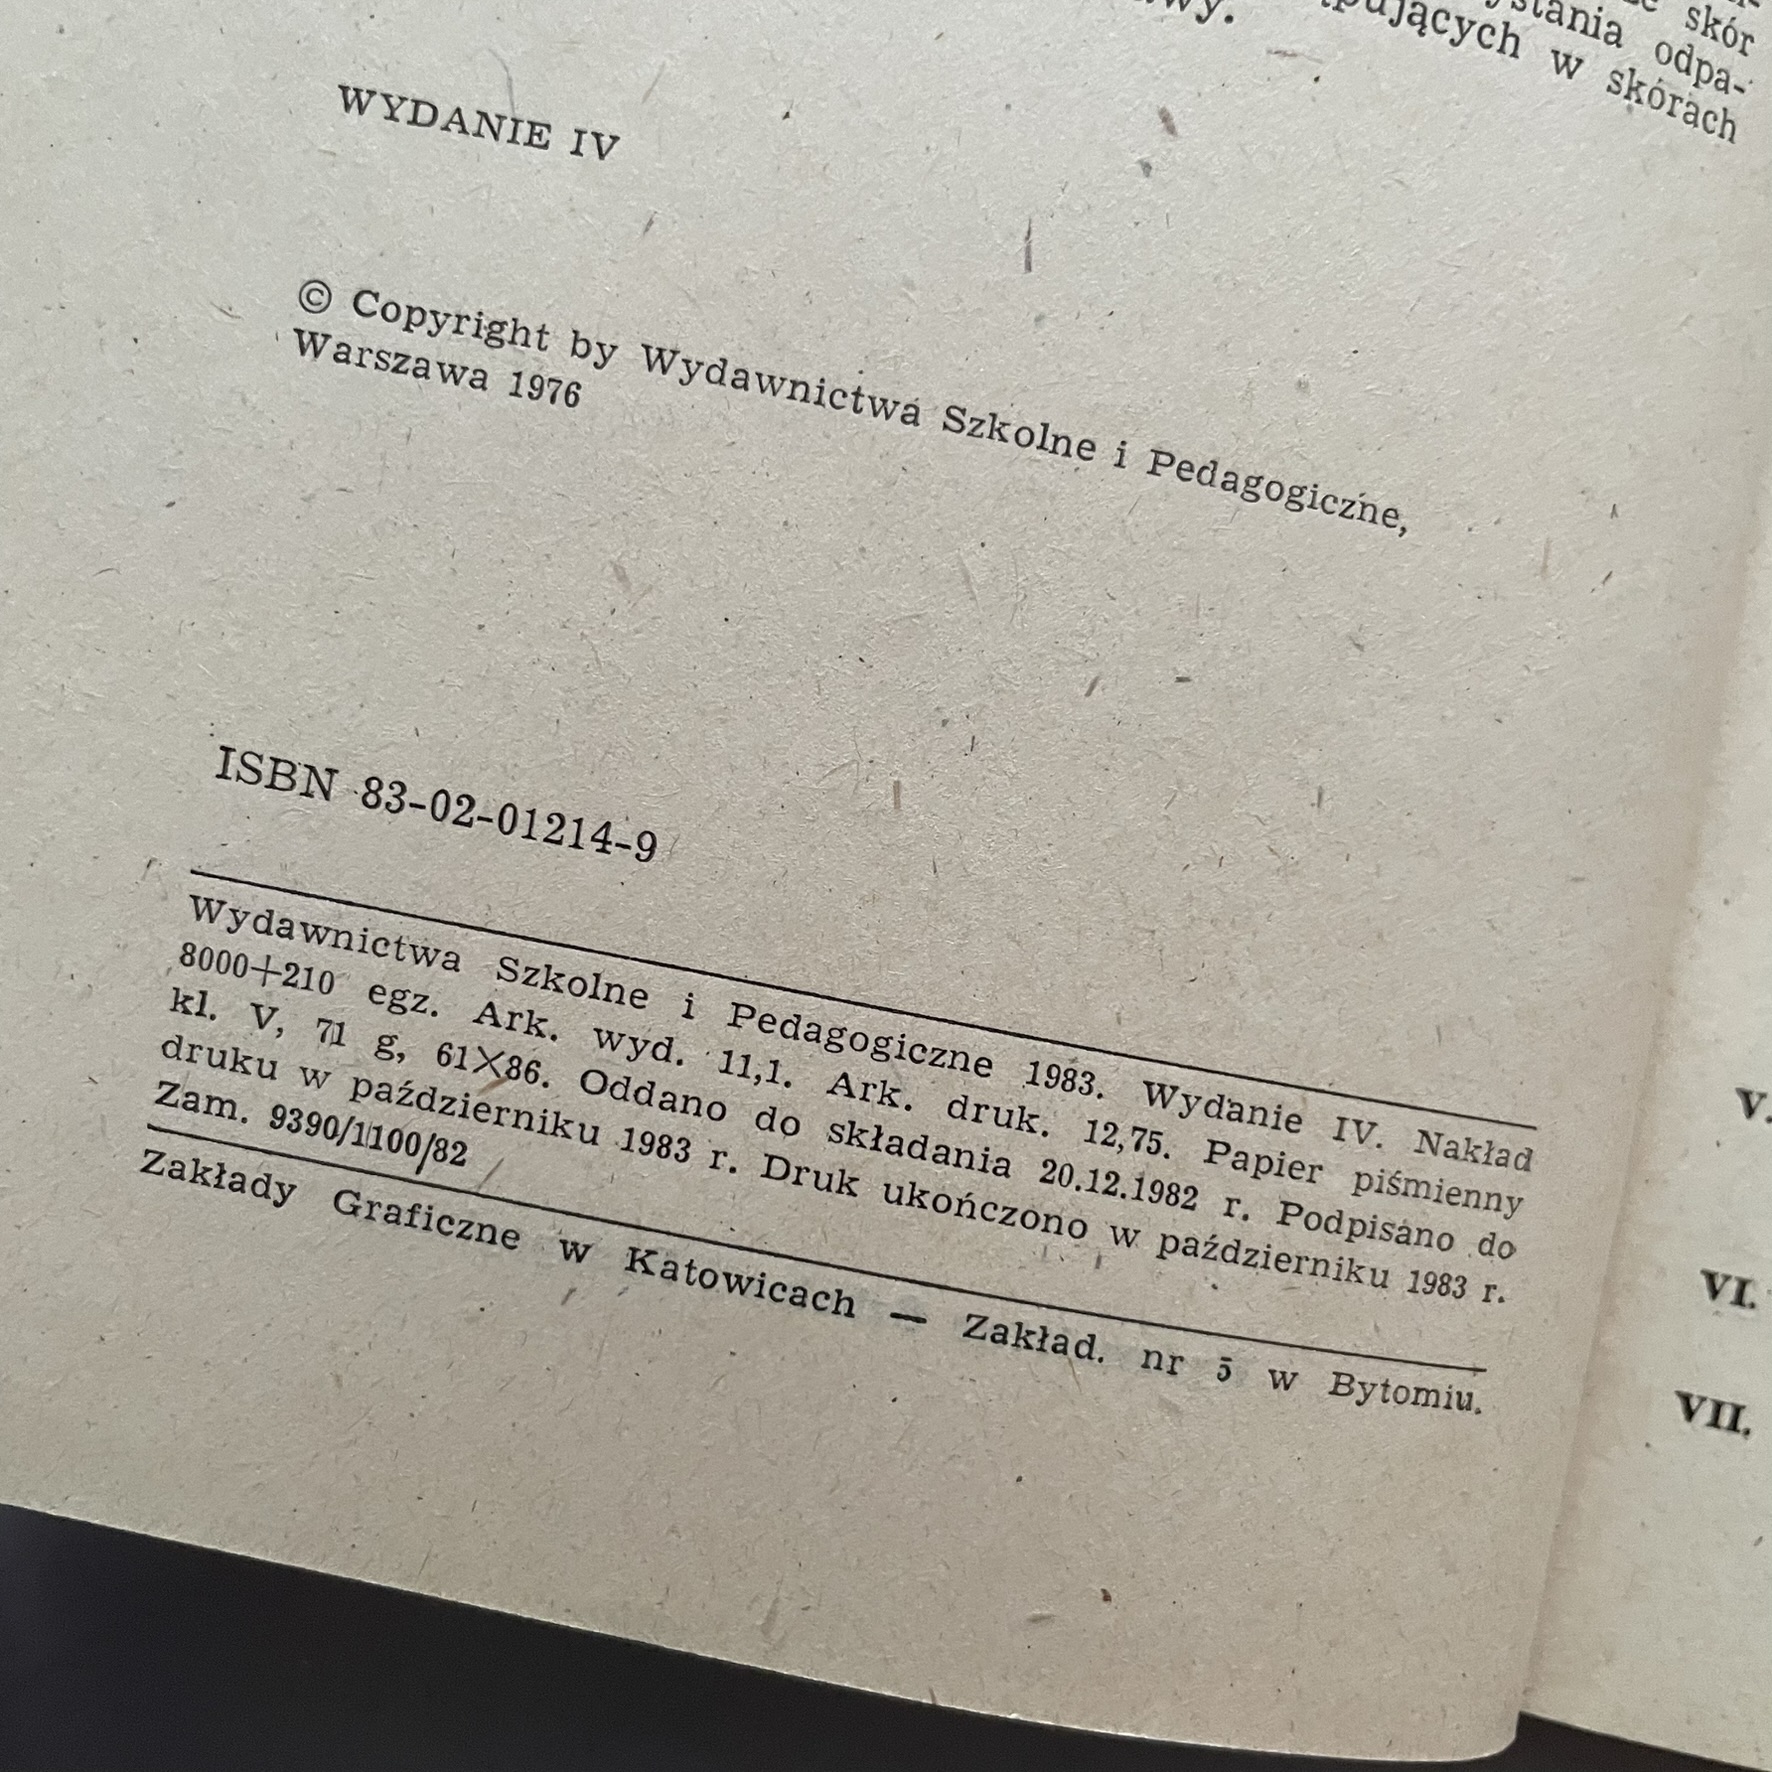 skór
odpa-
w skórach
WYDANIE IV
© Copyright by Wydawnictwa Szkolne i Pedagogiczne,
Warszawa 1976
ISBN 83-02-01214-9
Wydawnictwa Szkolne i Pedagogiczne 1983. Wydanie IV. Nakład
8000+210 egz. Ark. wyd. 11,1. Ark. druk. 12,75. Papier piśmienny
kl. V, 71 g, 61X86. Oddano do składania 20.12.1982 r. Podpisano do
druku w październiku 1983 r. Druk ukończono w październiku 1983 r.
Zam. 9390/1100/82
Zakłady Graficzne w Katowicach — Zakład. nr 5 w Bytomiu.
V.
VI.
VII.